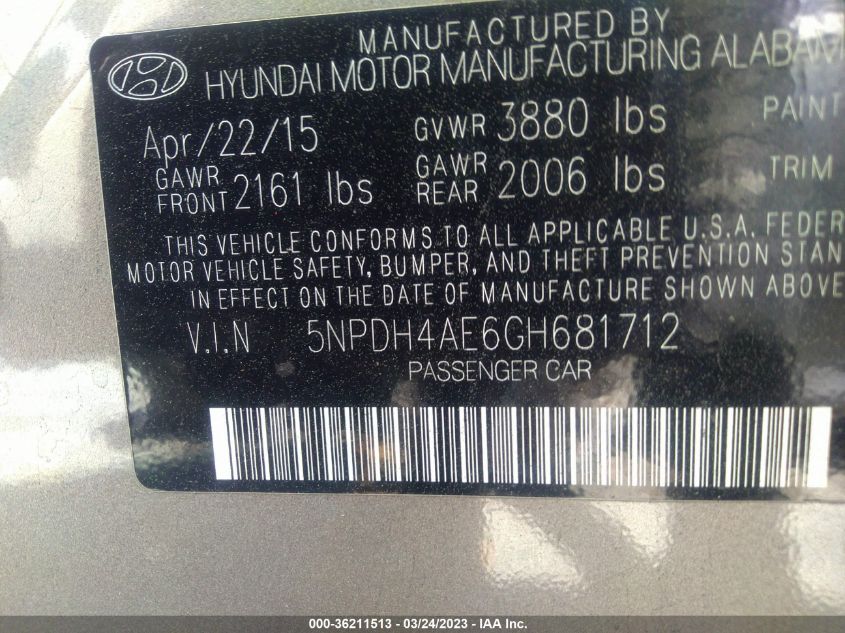 MANUFACTURED BY
HYUNDAI MOTOR MANUFACTURING ALABAM
Apr/22/15 GVWR 3880 lbs PAINT
GAWR FRONT 2161 lbs GAWR REAR 2006 lbs TRIM
THIS VEHICLE CONFORMS TO ALL APPLICABLE U.S.A. FEDER
MOTOR VEHICLE SAFETY, BUMPER, AND THEFT PREVENTION STAN
IN EFFECT ON THE DATE OF MANUFACTURE SHOWN ABOVE
V.I.N 5NPDH4AE6GH681712
PASSENGER CAR
000-36211513 - 03/24/2023 - IAA Inc.